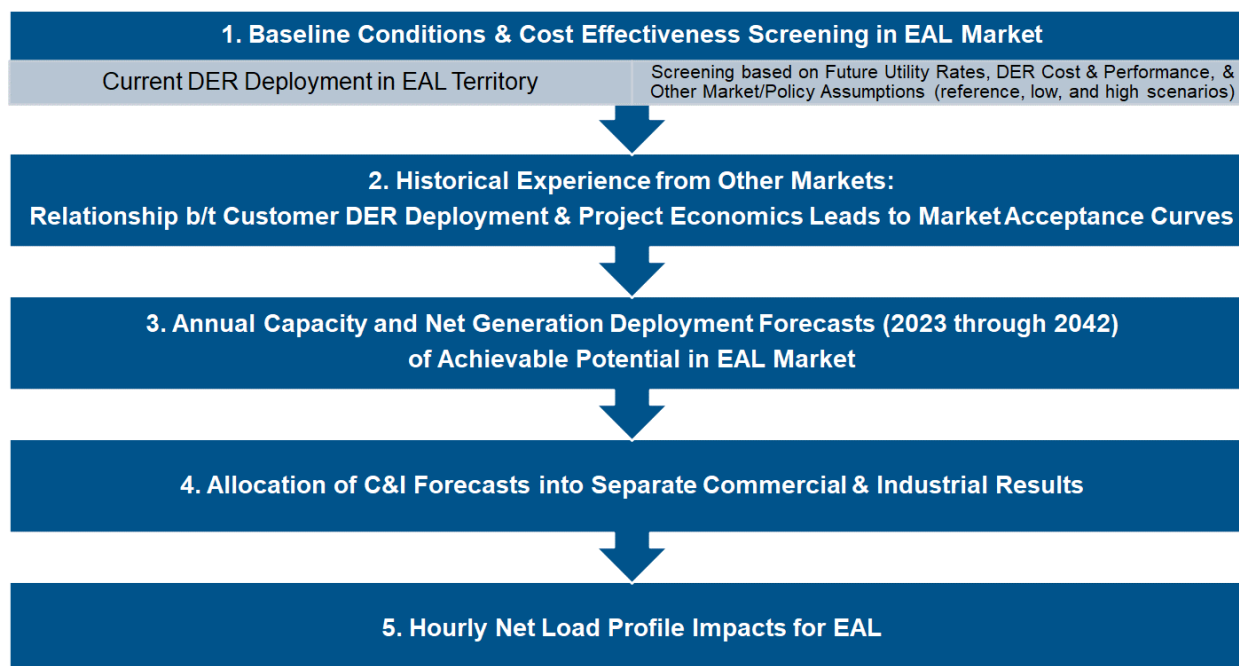 1. Baseline Conditions & Cost Effectiveness Screening in EAL Market
Current DER Deployment in EAL Territory
Screening based on Future Utility Rates, DER Cost & Performance, &
Other Market/Policy Assumptions (reference, low, and high scenarios)
2. Historical Experience from Other Markets:
Relationship b/t Customer DER Deployment & Project Economics Leads to Market Acceptance Curves
3. Annual Capacity and Net Generation Deployment Forecasts (2023 through 2042)
of Achievable Potential in EAL Market
4. Allocation of C&I Forecasts into Separate Commercial & Industrial Results
5. Hourly Net Load Profile Impacts for EAL